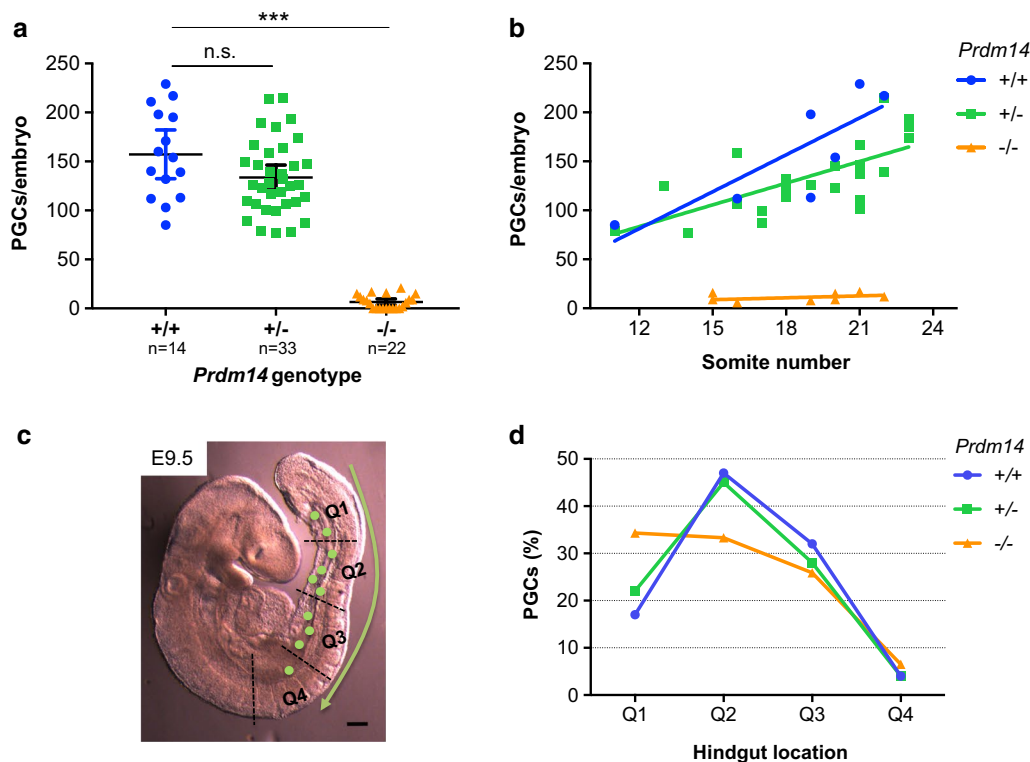 a
***
n.s.
250
200
150
100
50
0
PGCs/embryo
+/+
+/-
-/-
n=14
n=33
n=22
Prdm14 genotype
b
Prdm14
+/+
+/-
-/-
250
200
150
100
50
0
PGCs/embryo
12
15
18
21
24
Somite number
c
E9.5
Q1
Q2
Q3
Q4
d
Prdm14
+/+
+/-
-/-
50
40
30
20
10
0
PGCs (%)
Q1
Q2
Q3
Q4
Hindgut location